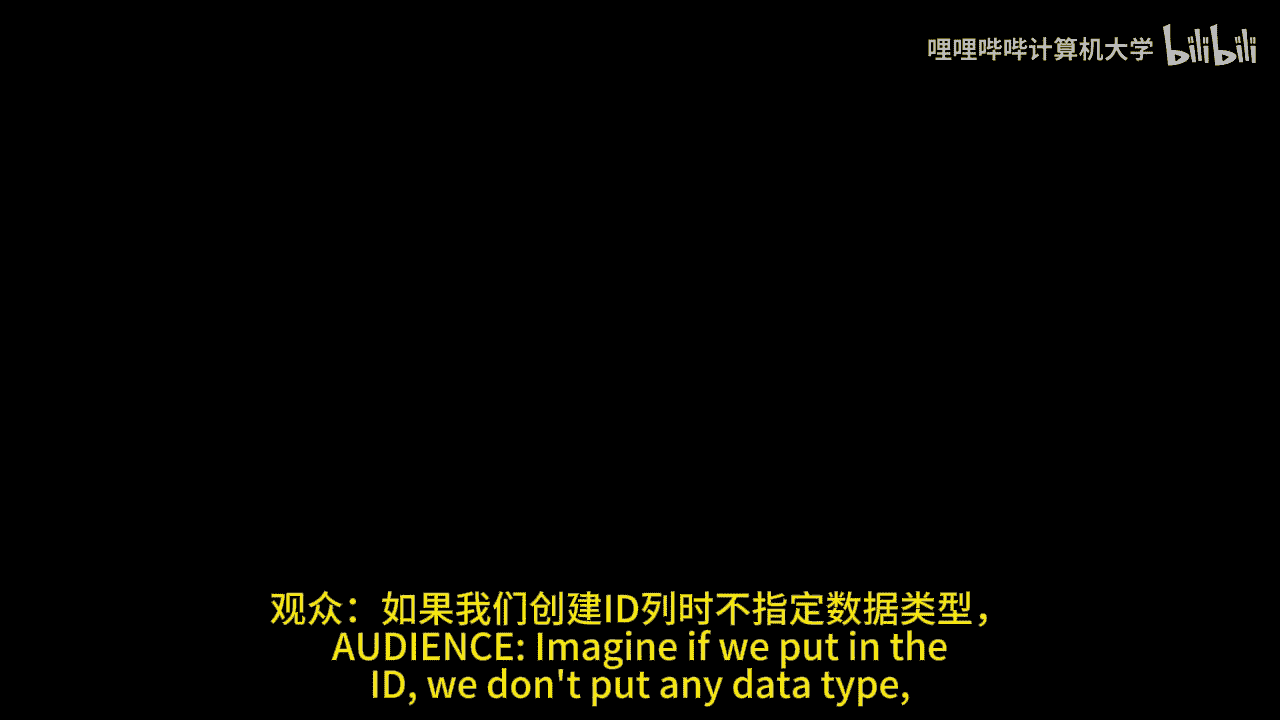 哩哩哔哔计算机大学 bilibili
观众：如果我们创建ID列时不指定数据类型，
AUDIENCE: Imagine if we put in the
ID, we don't put any data type,